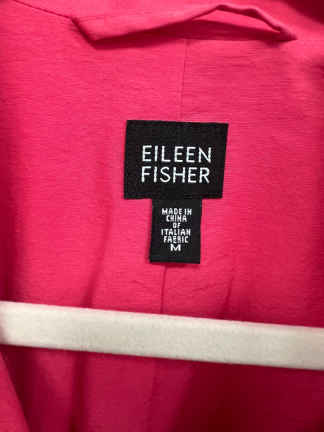 EILEEN
FISHER
MADE IN
CHINA
OF
ITALIAN
FABRIC
M